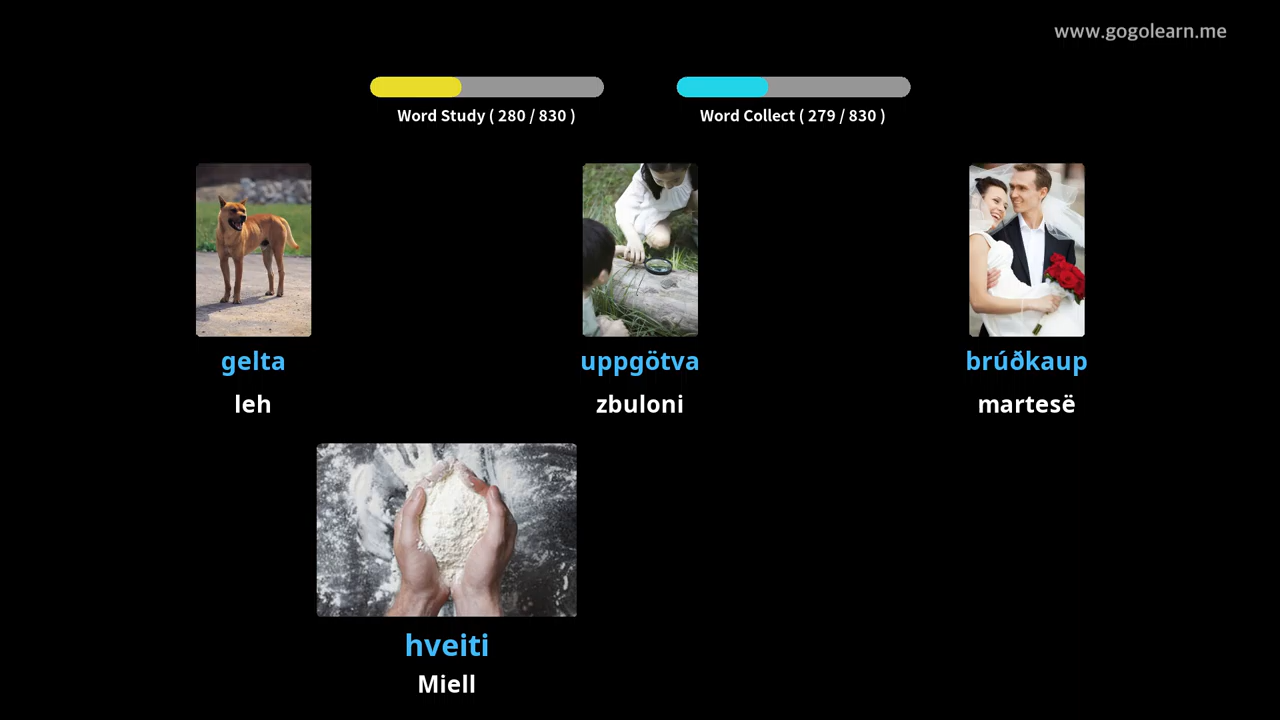 www.gogolearn.me
Word Study ( 280 / 830 )
Word Collect ( 279 / 830 )
gelta
leh
uppgötva
zbuloni
brúðkaup
martesë
hveiti
Miell